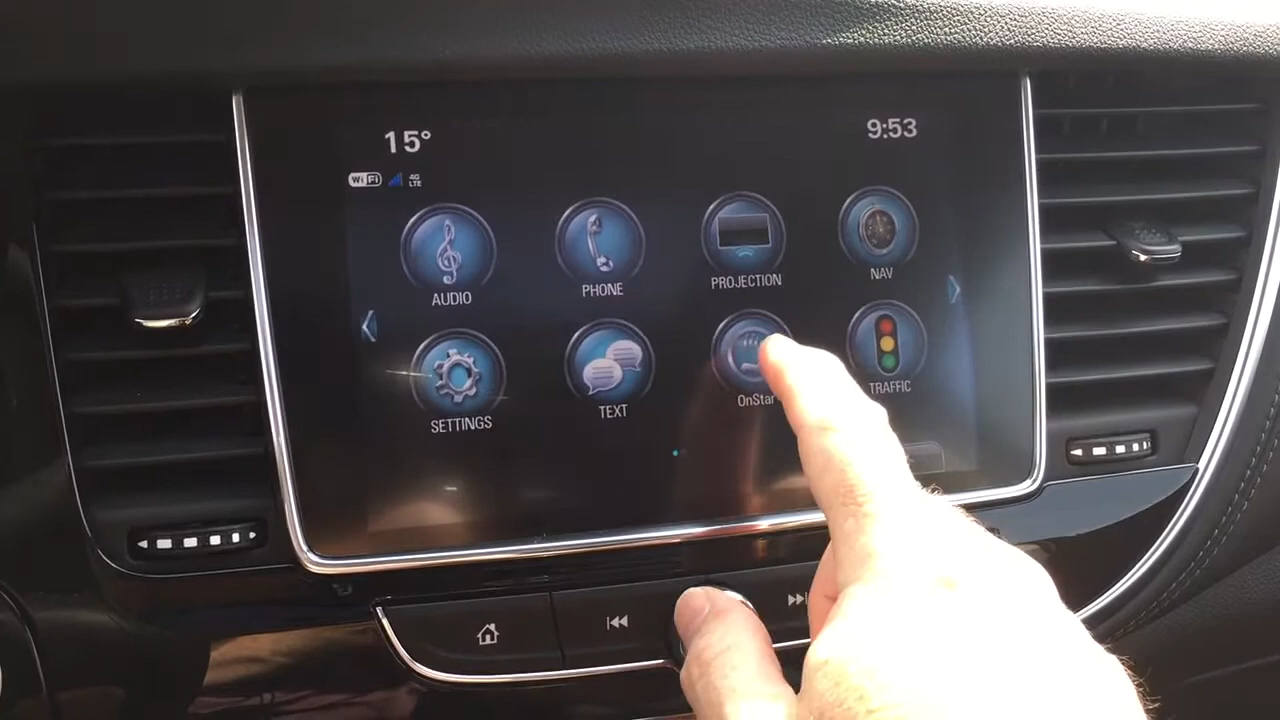 15°
9:53
WiFi
4G
LTE
AUDIO
PHONE
PROJECTION
NAV
SETTINGS
TEXT
OnStar
TRAFFIC